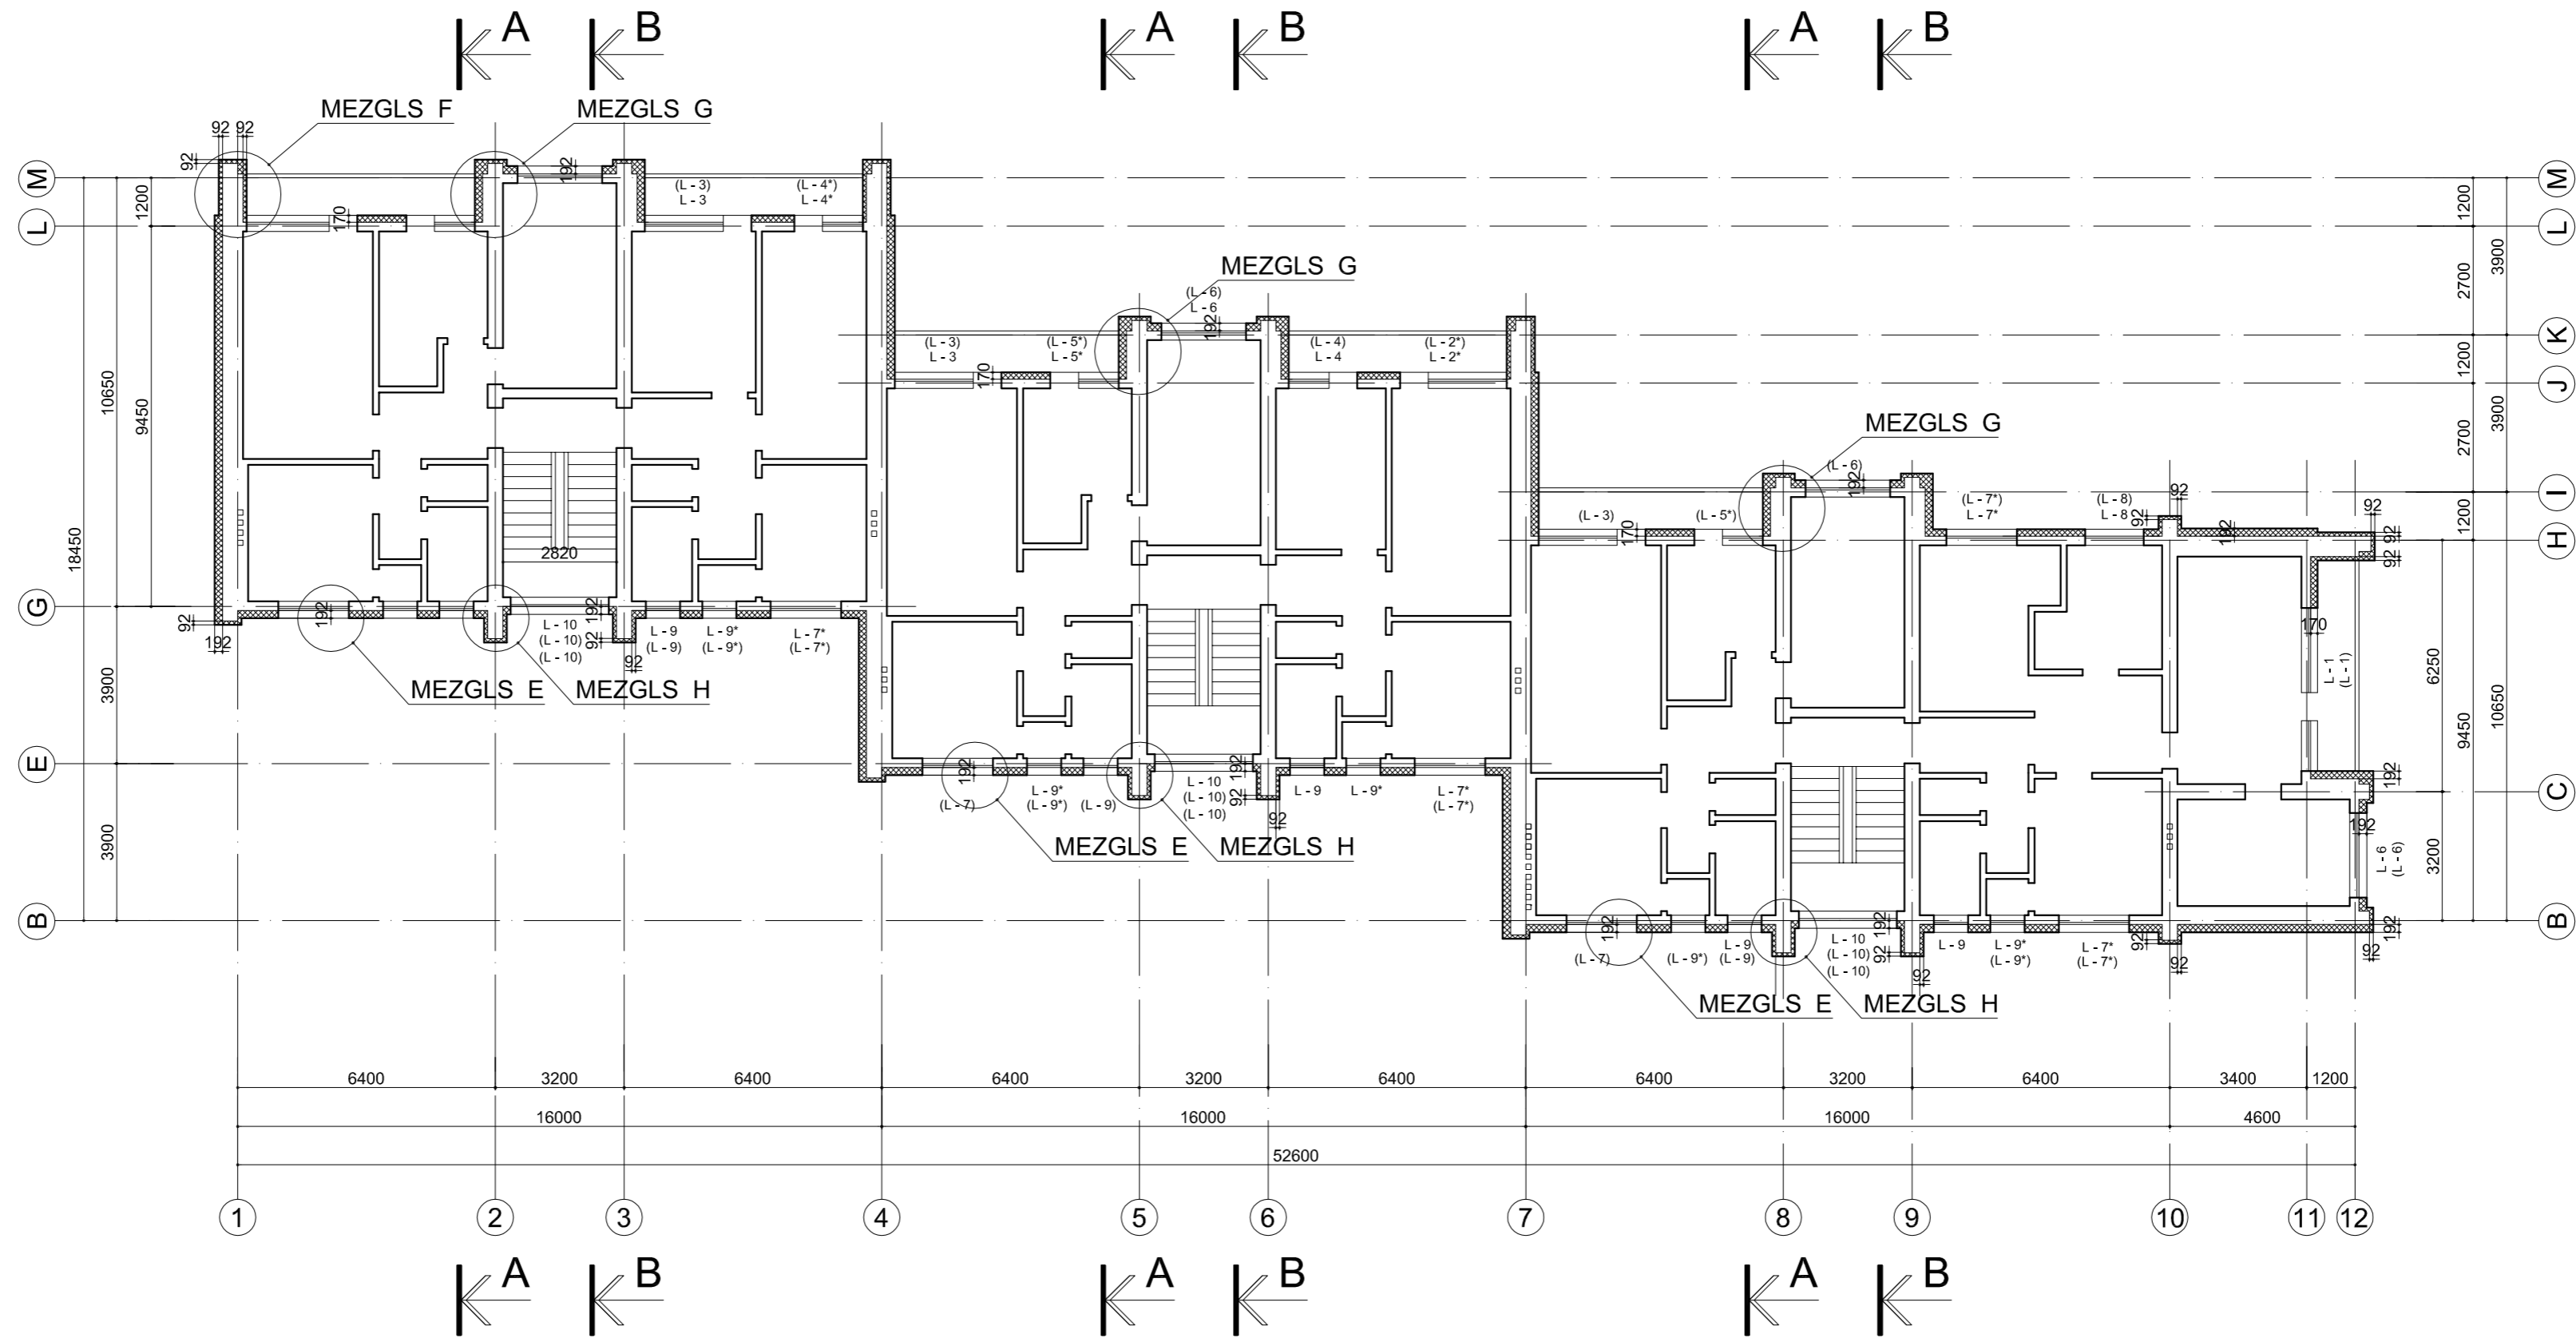 A B A B A B
MEZGLS F MEZGLS G
92 92
92 192
M M
(L - 3) (L - 4*)
L - 3 L - 4*
1200 170 1200
L L
MEZGLS G
(L - 6)
L - 6
192
2700 3900
K K
(L - 3) (L - 5*) (L - 4) (L - 2*)
L - 3 L - 5* L - 4 L - 2*
170 1200
J J
10650 9450
MEZGLS G
2700 3900
(L - 6)
192
I I
(L - 7*) (L - 8) 92
L - 7* L - 8 92 192 92
(L - 3) (L - 5*) 170 1200
H H
92
92
18450
2820
G G
192 192 92
92 192
L - 10 L - 9 L - 9* L - 7*
(L - 10) (L - 9) (L - 9*) (L - 7*)
(L - 10)
92
170
L - 1
(L - 1)
MEZGLS E MEZGLS H
3900 6250
9450 10650
E
192 192 92
L - 10 L - 9 L - 9* L - 7*
(L - 10) (L - 7*)
(L - 10)
L - 9*
(L - 7) (L - 9*) (L - 9)
92
192
C
MEZGLS E MEZGLS H
192
L - 6
(L - 6)
3900 3200
B B
192 192 92 92 192
L - 9 L - 10 L - 9 L - 9* L - 7*
(L - 7) (L - 9*) (L - 9) (L - 10) (L - 9*) (L - 7*)
(L - 10)
92 92 92
MEZGLS E MEZGLS H
6400 3200 6400 6400 3200 6400 6400 3200 6400 3400 1200
16000 16000 16000 4600
52600
1 2 3 4 5 6 7 8 9 10 11 12
A B A B A B